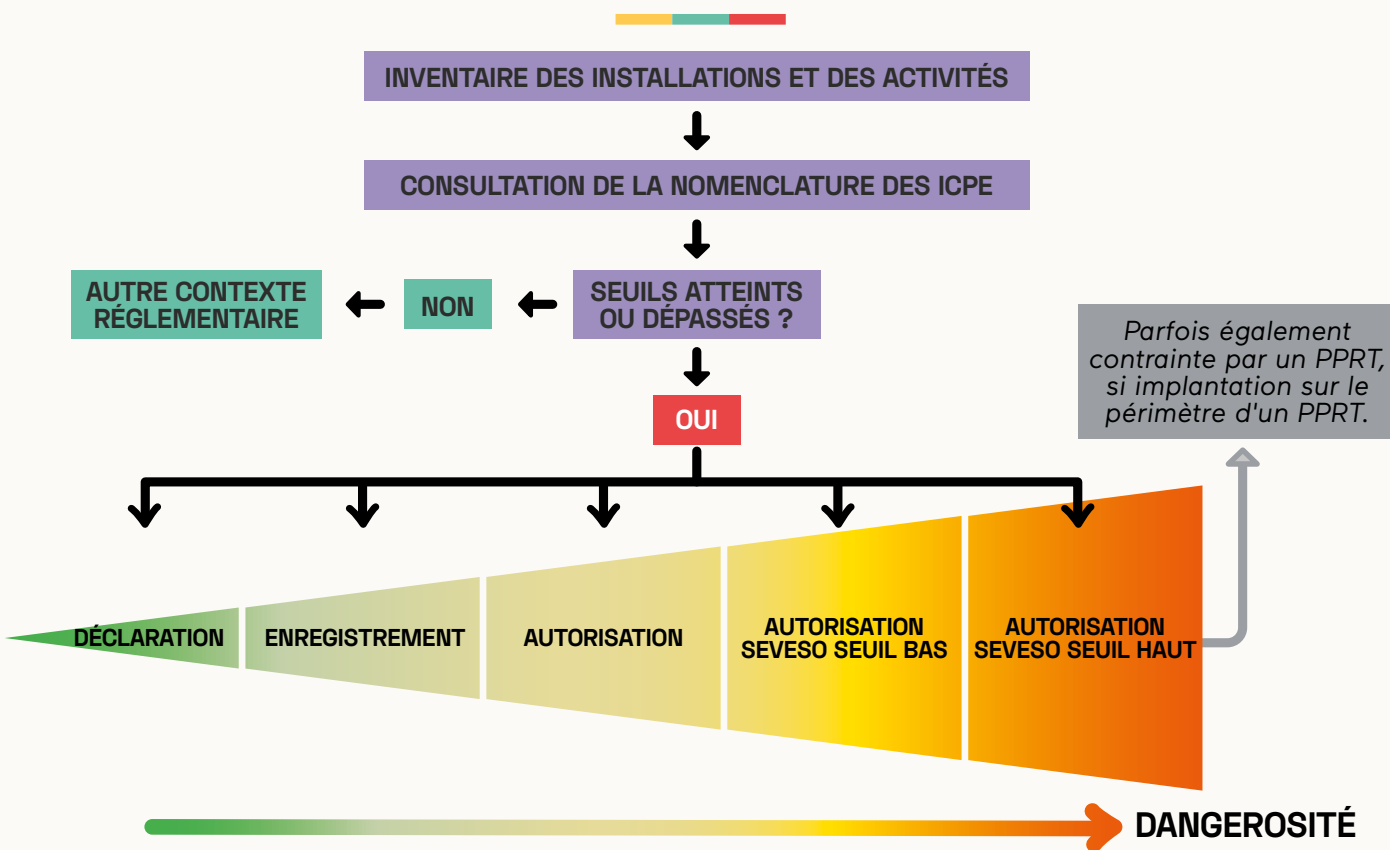 INVENTAIRE DES INSTALLATIONS ET DES ACTIVITÉS
CONSULTATION DE LA NOMENCLATURE DES ICPE
AUTRE CONTEXTE
RÉGLEMENTAIRE
NON
SEUILS ATTEINTS
OU DÉPASSÉS ?
Parfois également
contrainte par un PPRT,
si implantation sur le
périmètre d'un PPRT.
OUI
DÉCLARATION
ENREGISTREMENT
AUTORISATION
AUTORISATION
SEVESO SEUIL BAS
AUTORISATION
SEVESO SEUIL HAUT
DANGEROSITÉ